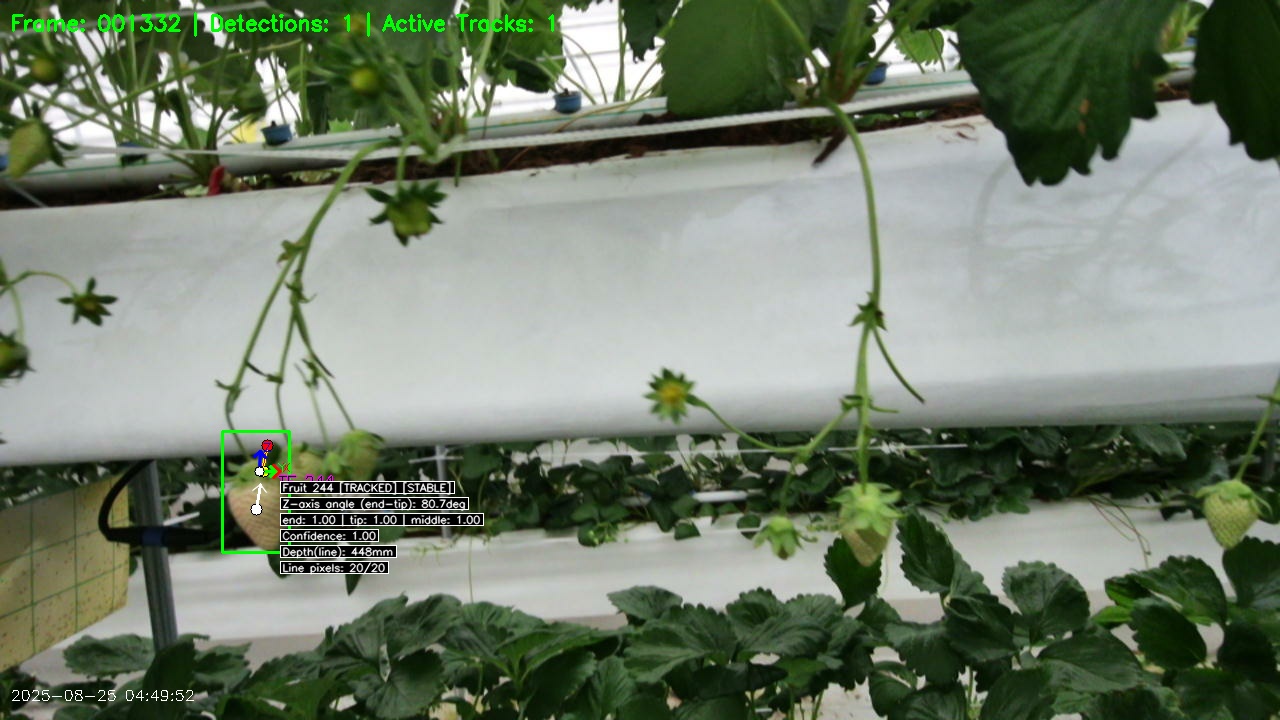 Frame: 001332 | Detections: 1 | Active Tracks: 1
Fruit 244 [TRACKED] [STABLE]
Z-axis angle (end-tip): 80.7deg
end: 1.00 | tip: 1.00 | middle: 1.00
Confidence: 1.00
Depth(line): 448mm
Line pixels: 20/20
2025-08-25 04:49:52